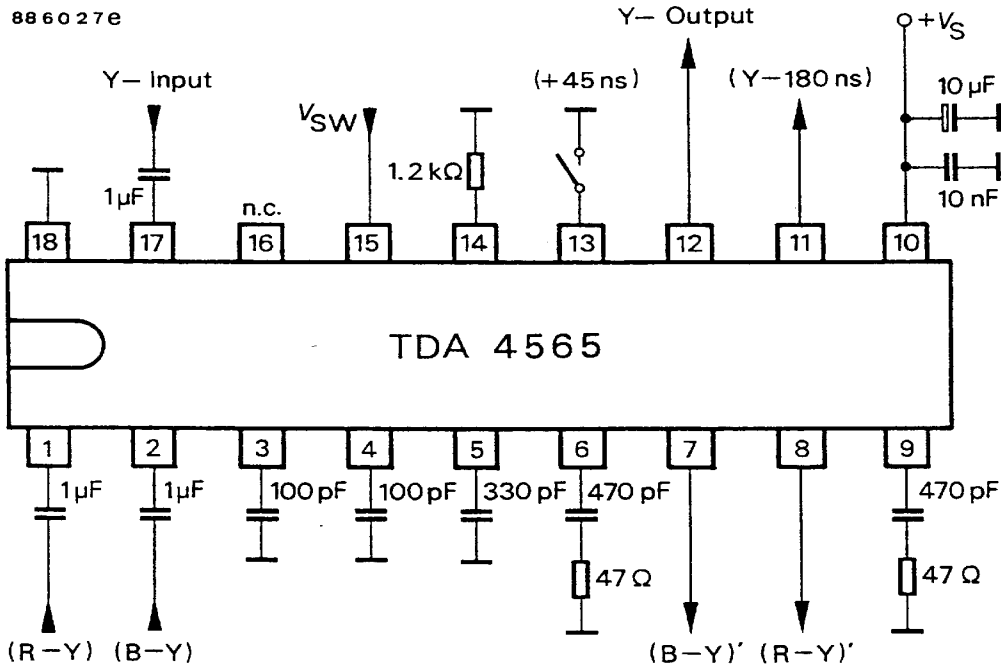 886027e
Y– Output
+VS
Y– Input
(+45 ns)
(Y–180 ns)
10 µF
VSW
1.2 kΩ
1µF
n.c.
10 nF
18 17 16 15 14 13 12 11 10
TDA 4565
1 2 3 4 5 6 7 8 9
1µF 1µF 100 pF 100 pF 330 pF 470 pF 470 pF
47 Ω 47 Ω
(R–Y) (B–Y) (B–Y)' (R–Y)'